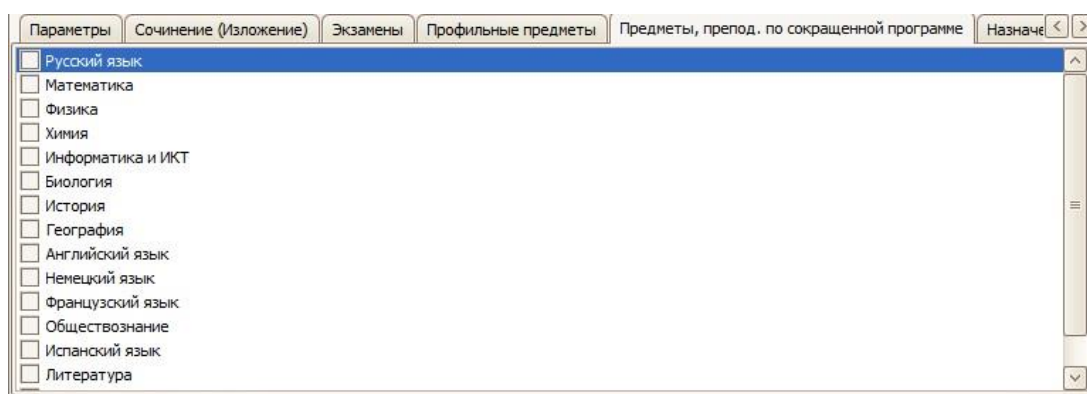 Параметры Сочинение (Изложение) Экзамены Профильные предметы Предметы, препод. по сокращенной программе Назначе
Русский язык
Математика
Физика
Химия
Информатика и ИКТ
Биология
История
География
Английский язык
Немецкий язык
Французский язык
Обществознание
Испанский язык
Литература